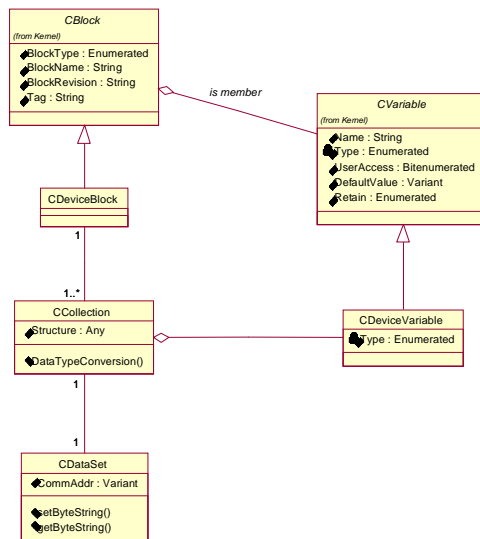 CBlock
(from Kernel)
BlockType : Enumerated
BlockName : String
BlockRevision : String
Tag : String
is member
CVariable
(from Kernel)
Name : String
Type : Enumerated
UserAccess : Bitenumerated
DefaultValue : Variant
Retain : Enumerated
CDeviceBlock
1
1..*
CCollection
Structure : Any
DataTypeConversion()
CDeviceVariable
Type : Enumerated
1
1
CDataSet
CommAddr : Variant
setByteString()
getByteString()